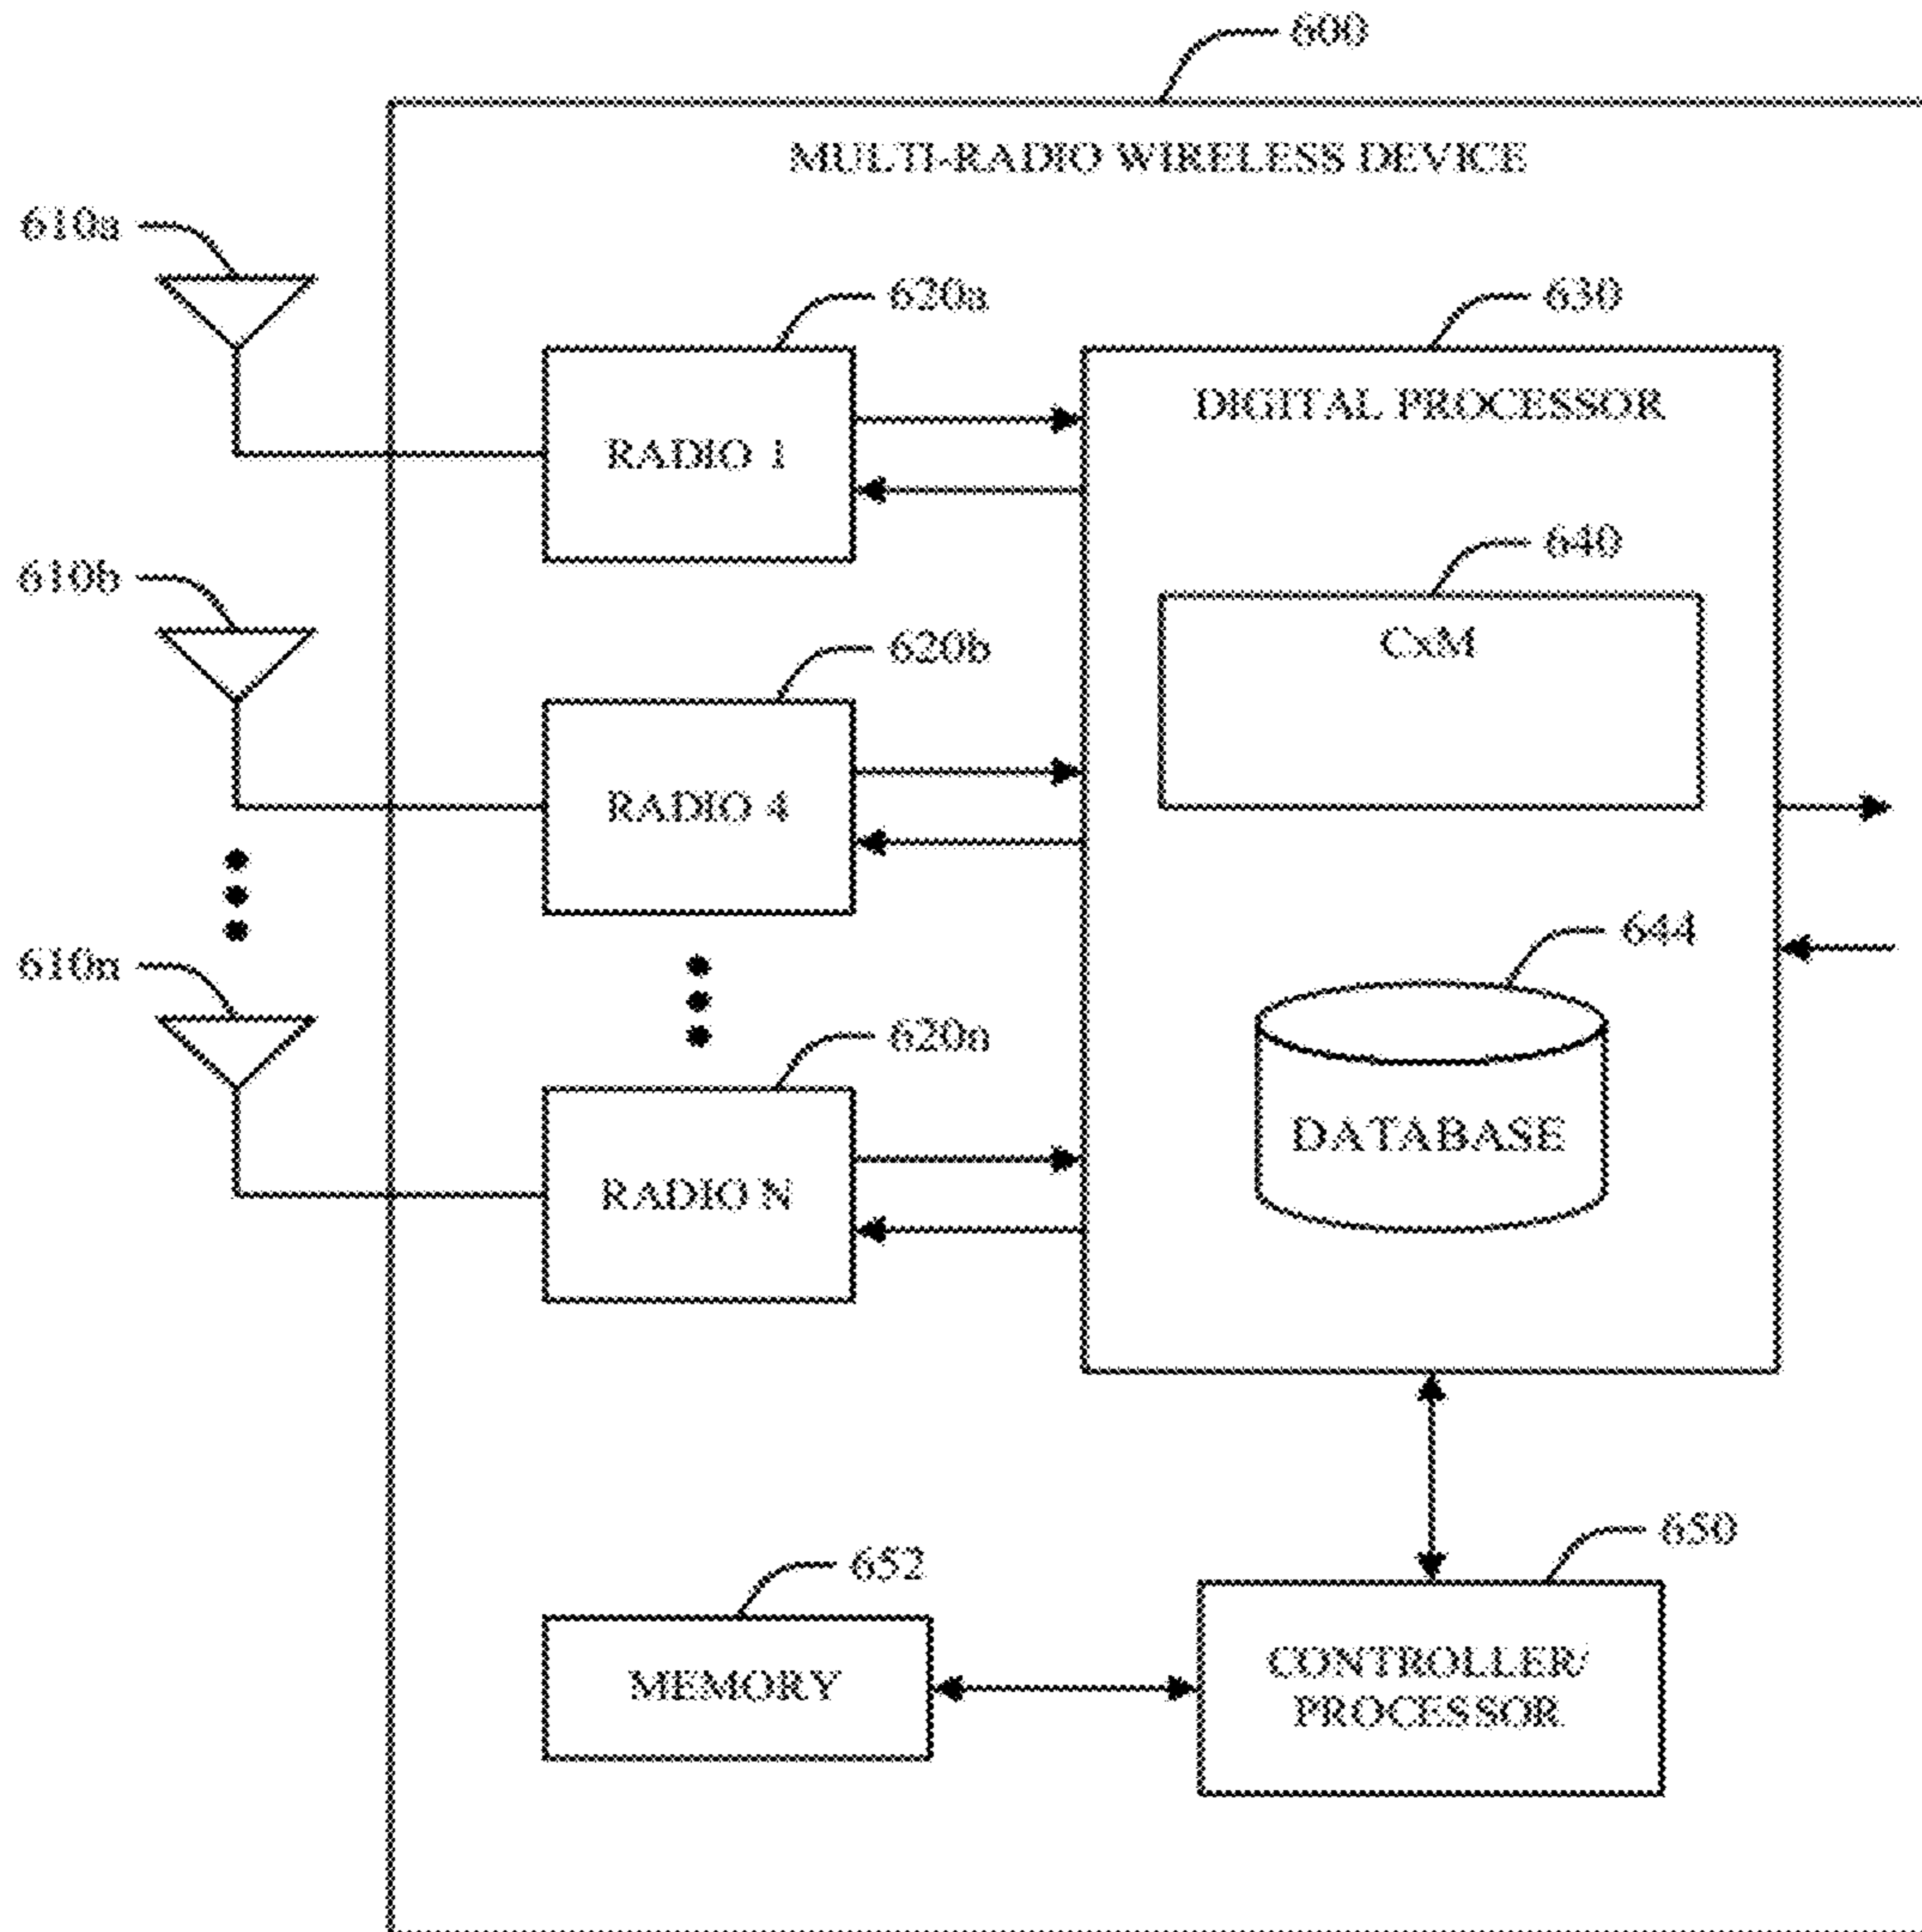 600
MULTI-RADIO WIRELESS DEVICE
610a
620a
630
DIGITAL PROCESSOR
RADIO 1
640
610b
CxM
620b
RADIO 4
644
610n
620n
DATABASE
RADIO N
650
652
CONTROLLER/
MEMORY
PROCESSOR